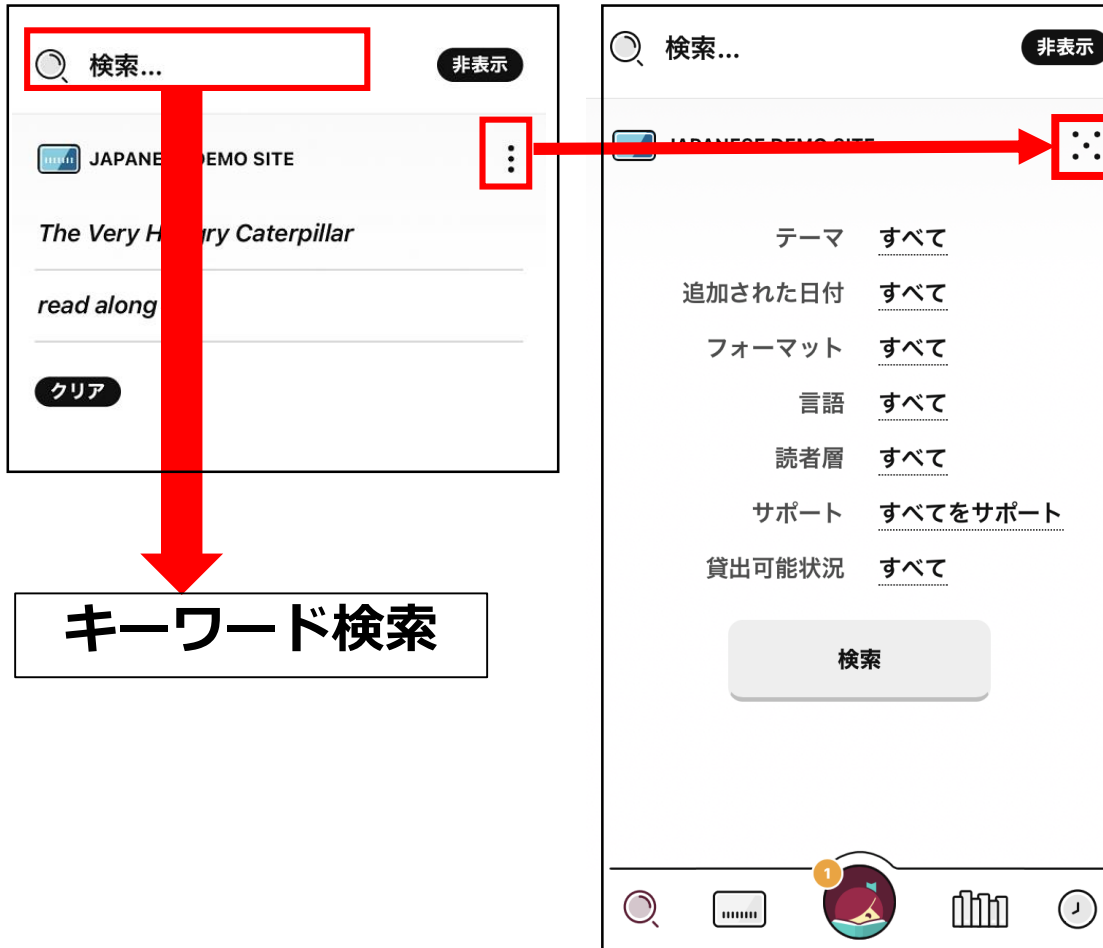 検索...
非表示
JAPANE EMO SITE
The Very H gry Caterpillar
read along
クリア
キーワード検索
検索...
非表示
JAPANESE DEMO SITE
テーマ すべて
追加された日付 すべて
フォーマット すべて
言語 すべて
読者層 すべて
サポート すべてをサポート
貸出可能状況 すべて
検索
1